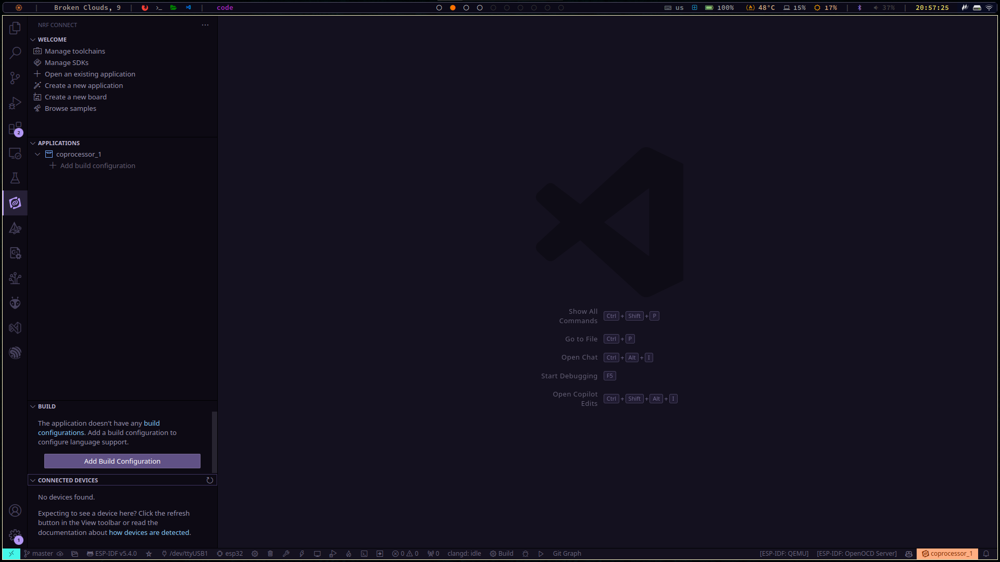 Broken Clouds, 9 | code us 100% 48°C 15% 17% | 37% | 20:57:25
NRF CONNECT
WELCOME
Manage toolchains
Manage SDKs
Open an existing application
Create a new application
Create a new board
Browse samples
2
APPLICATIONS
coprocessor_1
Add build configuration
Show All
Commands Ctrl + Shift + P
Go to File Ctrl + P
Open Chat Ctrl + Alt + I
Start Debugging F5
Open Copilot
Edits Ctrl + Shift + Alt + I
BUILD
The application doesn't have any build
configurations. Add a build configuration to
configure language support.
Add Build Configuration
CONNECTED DEVICES
No devices found.
Expecting to see a device here? Click the refresh
button in the View toolbar or read the
documentation about how devices are detected.
1
master ESP-IDF v5.4.0 /dev/ttyUSB1 esp32 0 0 0 clangd: idle Build Git Graph [ESP-IDF: QEMU] [ESP-IDF: OpenOCD Server] coprocessor_1